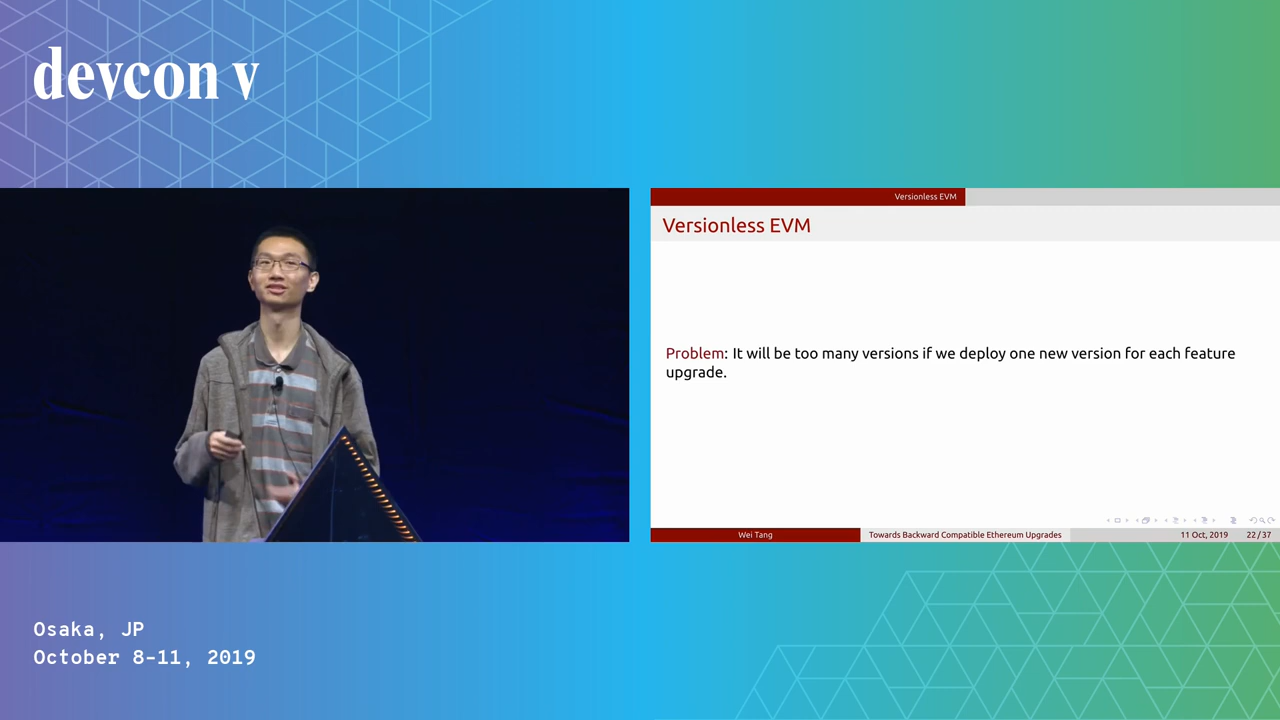 devcon v
Versionless EVM
Versionless EVM
Problem: It will be too many versions if we deploy one new version for each feature
upgrade.
Wei Tang
Towards Backward Compatible Ethereum Upgrades
11 Oct, 2019
22/37
Osaka, JP
October 8-11, 2019